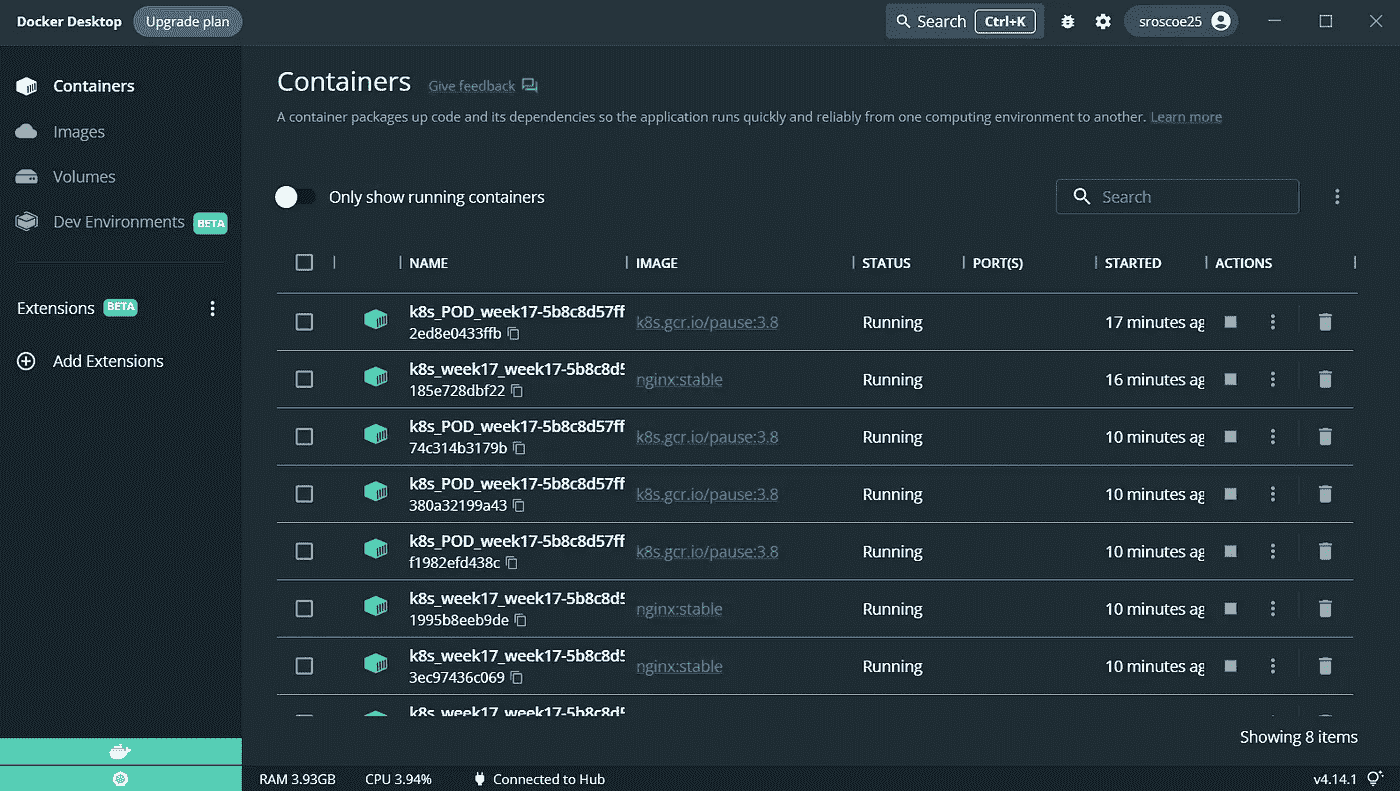 Docker Desktop Upgrade plan Search Ctrl+K sroscoe25
Containers
Images
Volumes
Dev Environments BETA
Extensions BETA
Add Extensions
Containers Give feedback
A container packages up code and its dependencies so the application runs quickly and reliably from one computing environment to another. Learn more
Only show running containers Search
NAME IMAGE STATUS PORT(S) STARTED ACTIONS
k8s_POD_week17-5b8c8d57ff
2ed8e0433ffb k8s.gcr.io/pause:3.8 Running 17 minutes ag
k8s_week17_week17-5b8c8d5
185e728dbf22 nginx:stable Running 16 minutes ag
k8s_POD_week17-5b8c8d57ff
74c314b3179b k8s.gcr.io/pause:3.8 Running 10 minutes ag
k8s_POD_week17-5b8c8d57ff
380a32199a43 k8s.gcr.io/pause:3.8 Running 10 minutes ag
k8s_POD_week17-5b8c8d57ff
f1982efd438c k8s.gcr.io/pause:3.8 Running 10 minutes ag
k8s_week17_week17-5b8c8d5
1995b8eeb9de nginx:stable Running 10 minutes ag
k8s_week17_week17-5b8c8d5
3ec97436c069 nginx:stable Running 10 minutes ag
k8s_week17_week17-5b8c8d5
Showing 8 items
RAM 3.93GB CPU 3.94% Connected to Hub v4.14.1